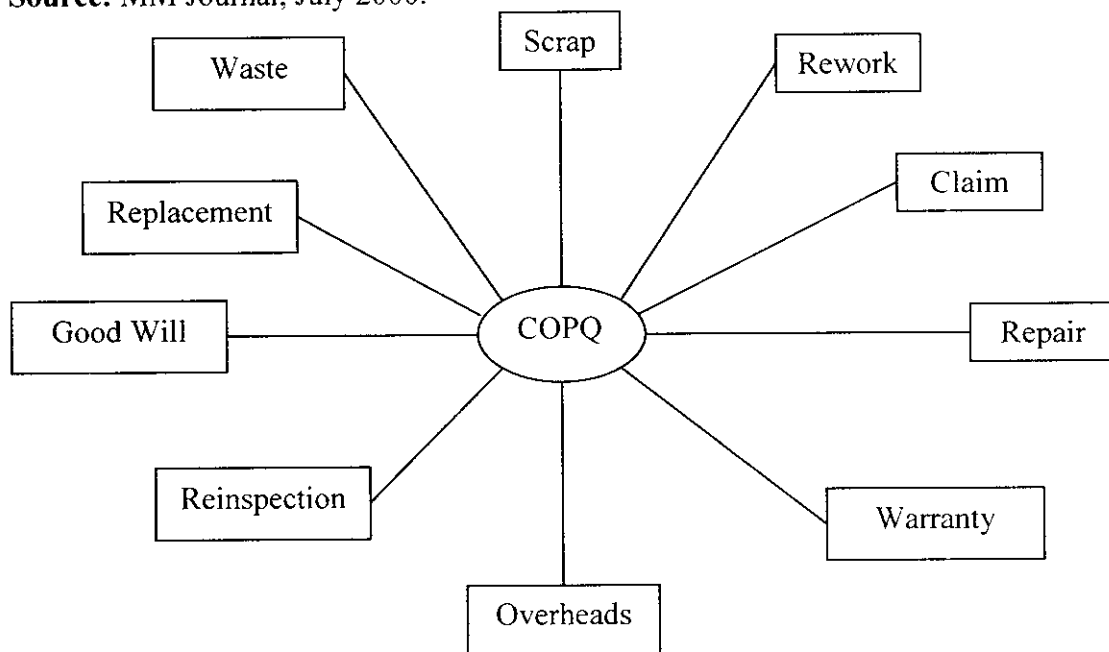 Source: MM Journal, July 2000.
Scrap
Waste
Rework
Claim
Replacement
Good Will
COPQ
Repair
Reinspection
Warranty
Overheads